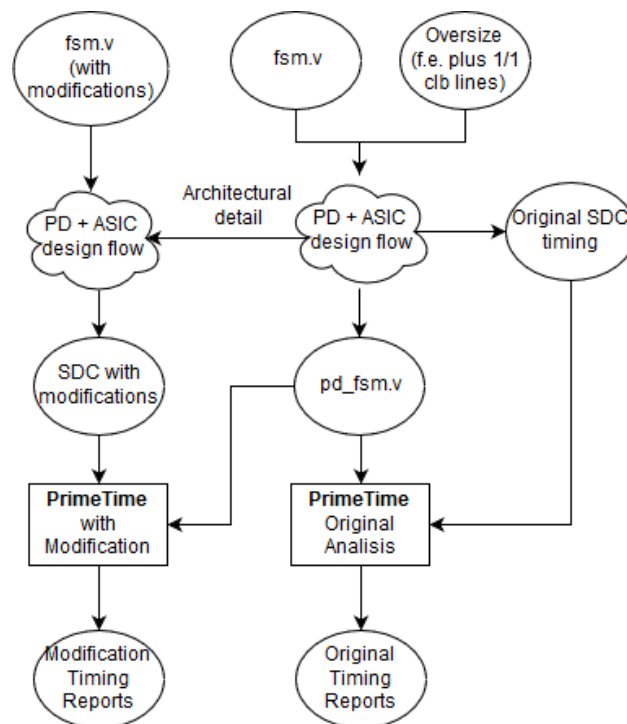 fsm.v
(with
modifications)
fsm.v
Oversize
(f.e. plus 1/1
clb lines)
PD + ASIC
design flow
Architectural
detail
PD + ASIC
design flow
Original SDC
timing
SDC with
modifications
pd_fsm.v
PrimeTime
with
Modification
PrimeTime
Original
Analisis
Modification
Timing
Reports
Original
Timing
Reports